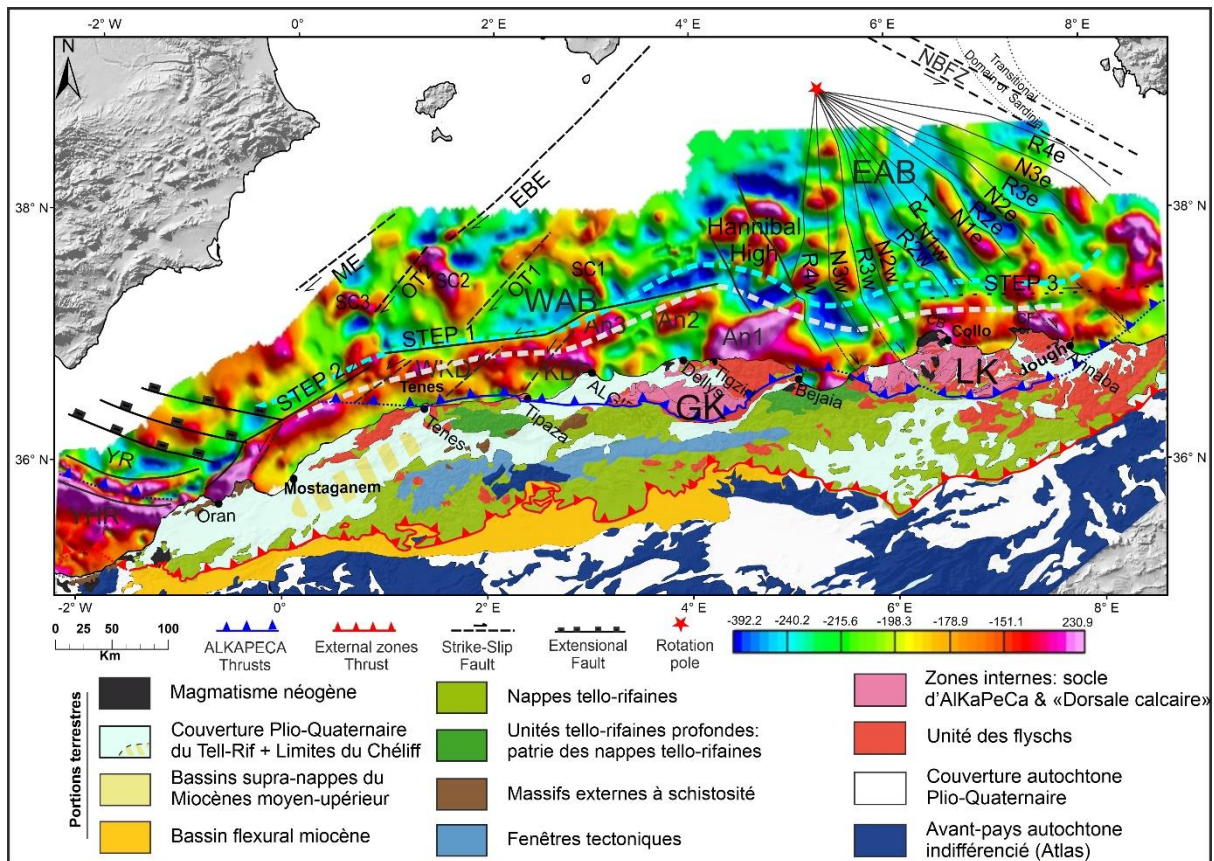 -2° W
0°
2° E
4° E
6° E
8° E
N
38° N
36° N
38° N
36° N
NBFZ
Transitional
Domain of Sardinia
EBE
ME
OT2
OT1
SC3
SC2
SC1
WAB
EAB
Hannibal
High
R4e
N3e
R3e
N2e
R2e
N1e
R1
N1w
R2w
N2w
R3w
N3w
R4w
STEP 3
STEP 1
STEP 2
An3
An2
An1
Tenes
KD
ALG
Dellys
Tigzirt
GK
Bejaia
Collo
LK
Annaba
Tenes
Tipaza
Mostaganem
Oran
YR
YHR
-2° W
0°
2° E
4° E
6° E
8° E
0 25 50 100
Km
ALKAPECA
Thrusts
External zones
Thrust
Strike-Slip
Fault
Extensional
Fault
Rotation
pole
-392.2 -240.2 -215.6 -198.3 -178.9 -151.1 230.9
Portions terrestres
Magmatisme néogène
Couverture Plio-Quaternaire
du Tell-Rif + Limites du Chéliff
Bassins supra-nappes du
Miocènes moyen-upérieur
Bassin flexural miocène
Nappes tello-rifaines
Unités tello-rifaines profondes:
patrie des nappes tello-rifaines
Massifs externes à schistosité
Fenêtres tectoniques
Zones internes: socle
d'AlKaPeCa & «Dorsale calcaire»
Unité des flyschs
Couverture autochtone
Plio-Quaternaire
Avant-pays autochtone
indifférencié (Atlas)